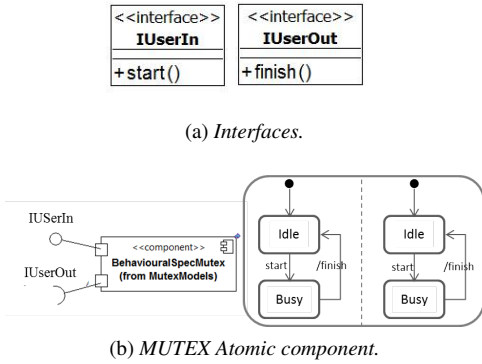 <<interface>>
IUserIn
+start()
<<interface>>
IUserOut
+finish()
(a) Interfaces.
IUSerIn
IUserOut
<<component>>
BehaviouralSpecMutex
(from MutexModels)
Idle
start
/finish
Busy
Idle
start
/finish
Busy
(b) MUTEX Atomic component.